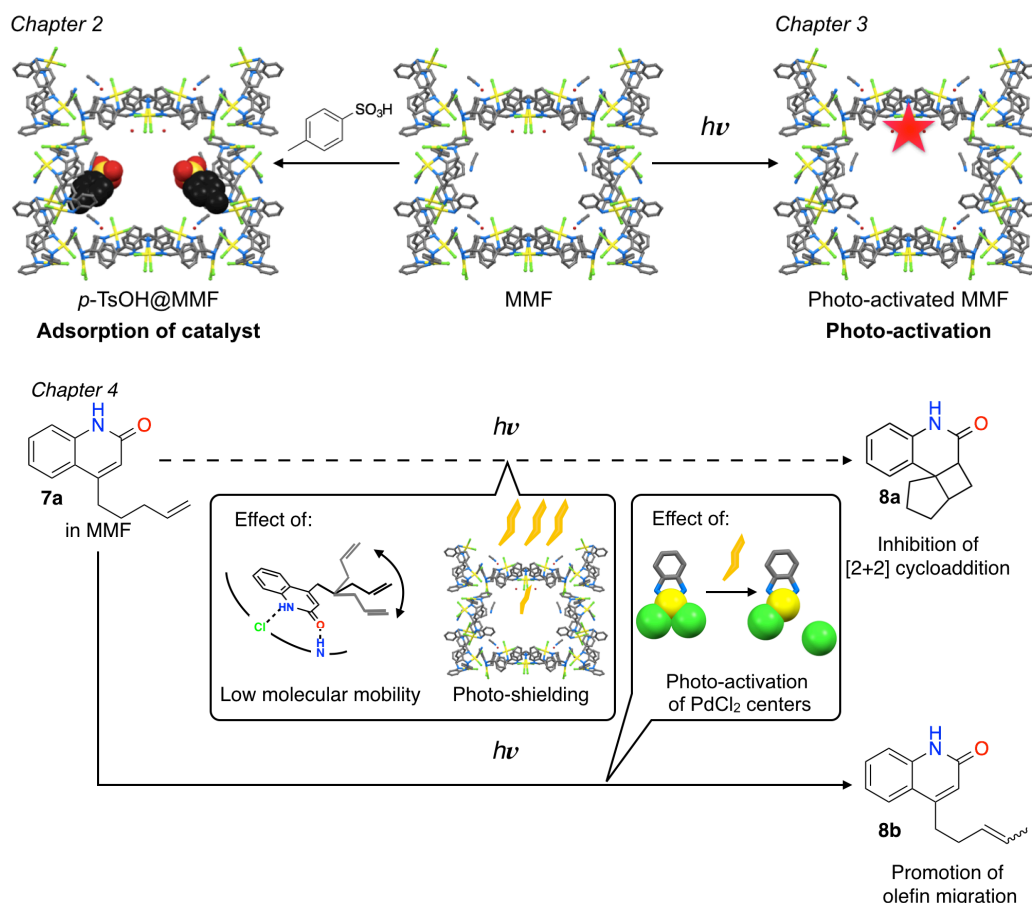 Chapter 2
Chapter 3
SO₃H
hν
p-TsOH@MMF
MMF
Photo-activated MMF
Adsorption of catalyst
Photo-activation
Chapter 4
H
N
O
7a
in MMF
hν
H
N
O
8a
Inhibition of
[2+2] cycloaddition
Effect of:
HN
O
Cl
H
N
Low molecular mobility
Photo-shielding
Effect of:
Photo-activation
of PdCl₂ centers
hν
H
N
O
8b
Promotion of
olefin migration